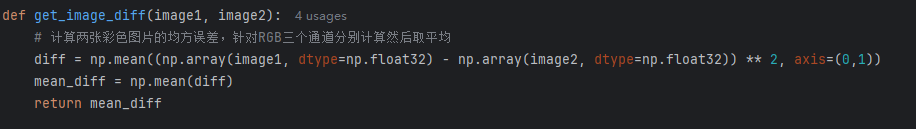 def get_image_diff(image1, image2): 4 usages
# 计算两张彩色图片的均方误差，针对RGB三个通道分别计算然后取平均
diff = np.mean((np.array(image1, dtype=np.float32) - np.array(image2, dtype=np.float32)) ** 2, axis=(0,1))
mean_diff = np.mean(diff)
return mean_diff